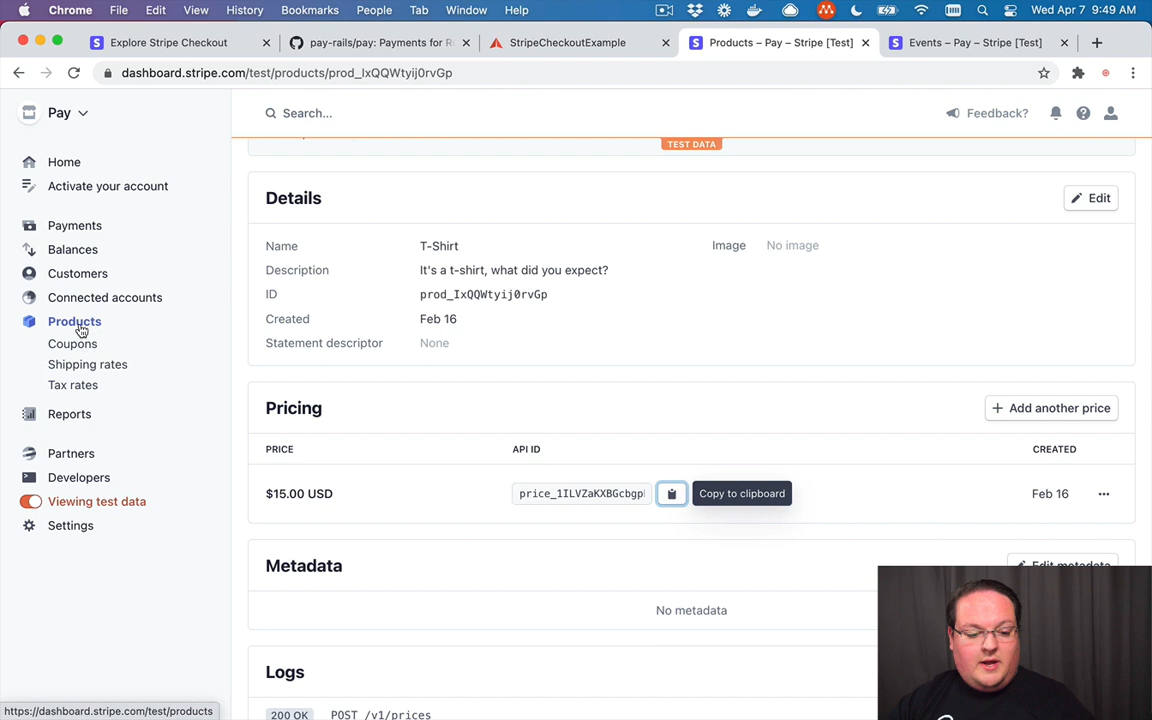 Chrome File Edit View History Bookmarks People Tab Window Help Wed Apr 7 9:49 AM
Explore Stripe Checkout
pay-rails/pay: Payments for R
StripeCheckoutExample
Products – Pay – Stripe [Test]
Events – Pay – Stripe [Test]
dashboard.stripe.com/test/products/prod_IxQQWtyij0rvGp
Pay
Search...
Feedback?
TEST DATA
Home
Activate your account
Payments
Balances
Customers
Connected accounts
Products
Coupons
Shipping rates
Tax rates
Reports
Partners
Developers
Viewing test data
Settings
Details
Edit
Name T-Shirt
Image No image
Description It's a t-shirt, what did you expect?
ID prod_IxQQWtyij0rvGp
Created Feb 16
Statement descriptor None
Pricing
Add another price
PRICE API ID CREATED
$15.00 USD price_1ILVZaKXBGcbgp Copy to clipboard Feb 16
Metadata
Edit metadata
No metadata
Logs
200 OK POST /v1/prices
https://dashboard.stripe.com/test/products